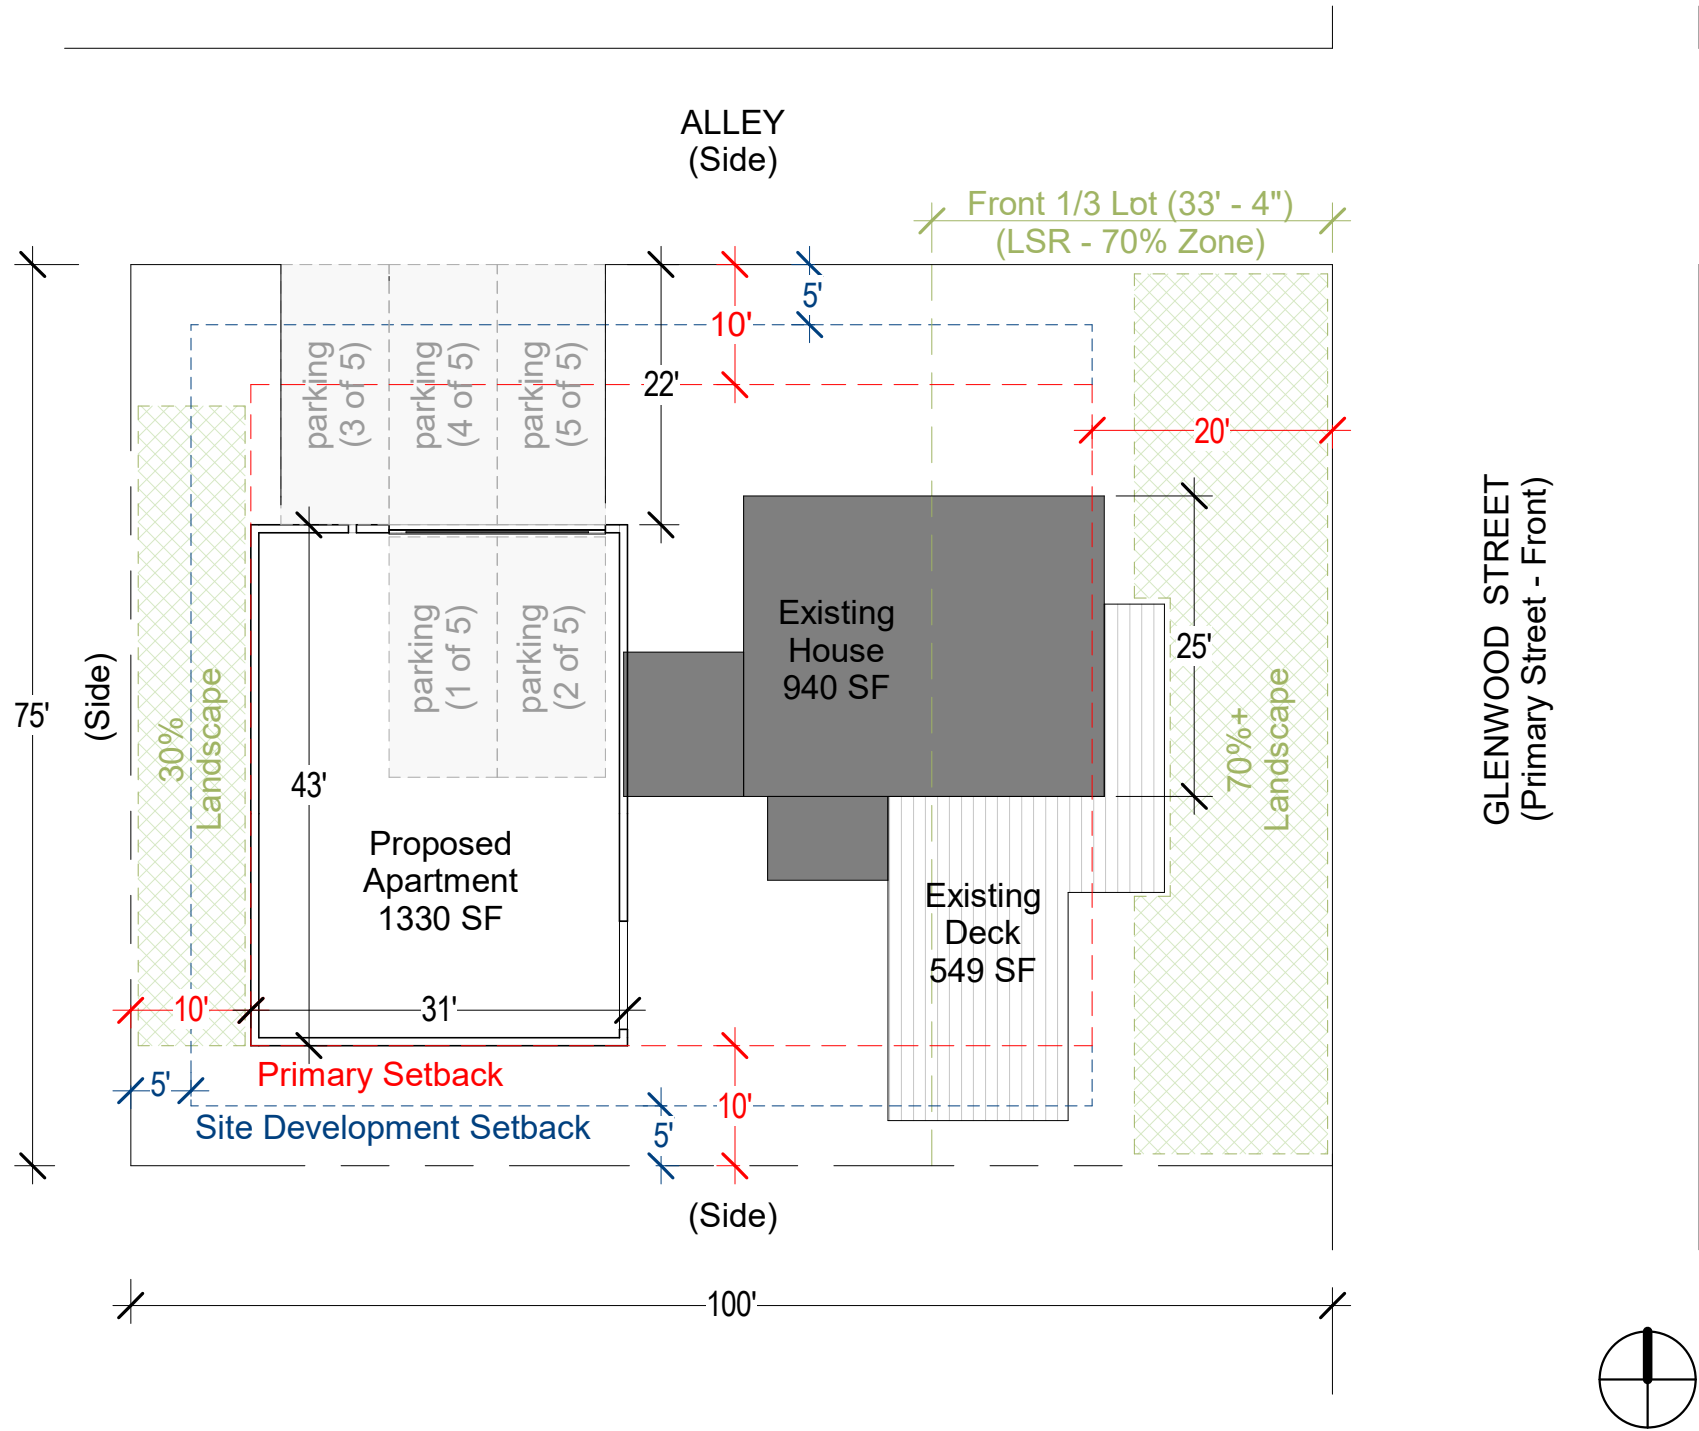 ALLEY
(Side)
Front 1/3 Lot (33' - 4")
(LSR - 70% Zone)
5'
10'
22'
20'
parking
(3 of 5)
parking
(4 of 5)
parking
(5 of 5)
parking
(1 of 5)
parking
(2 of 5)
Existing
House
940 SF
25'
GLENWOOD STREET
(Primary Street - Front)
75'
(Side)
30%
Landscape
70%+
Landscape
43'
Proposed
Apartment
1330 SF
Existing
Deck
549 SF
10'
31'
Primary Setback
5'
Site Development Setback
10'
5'
(Side)
100'